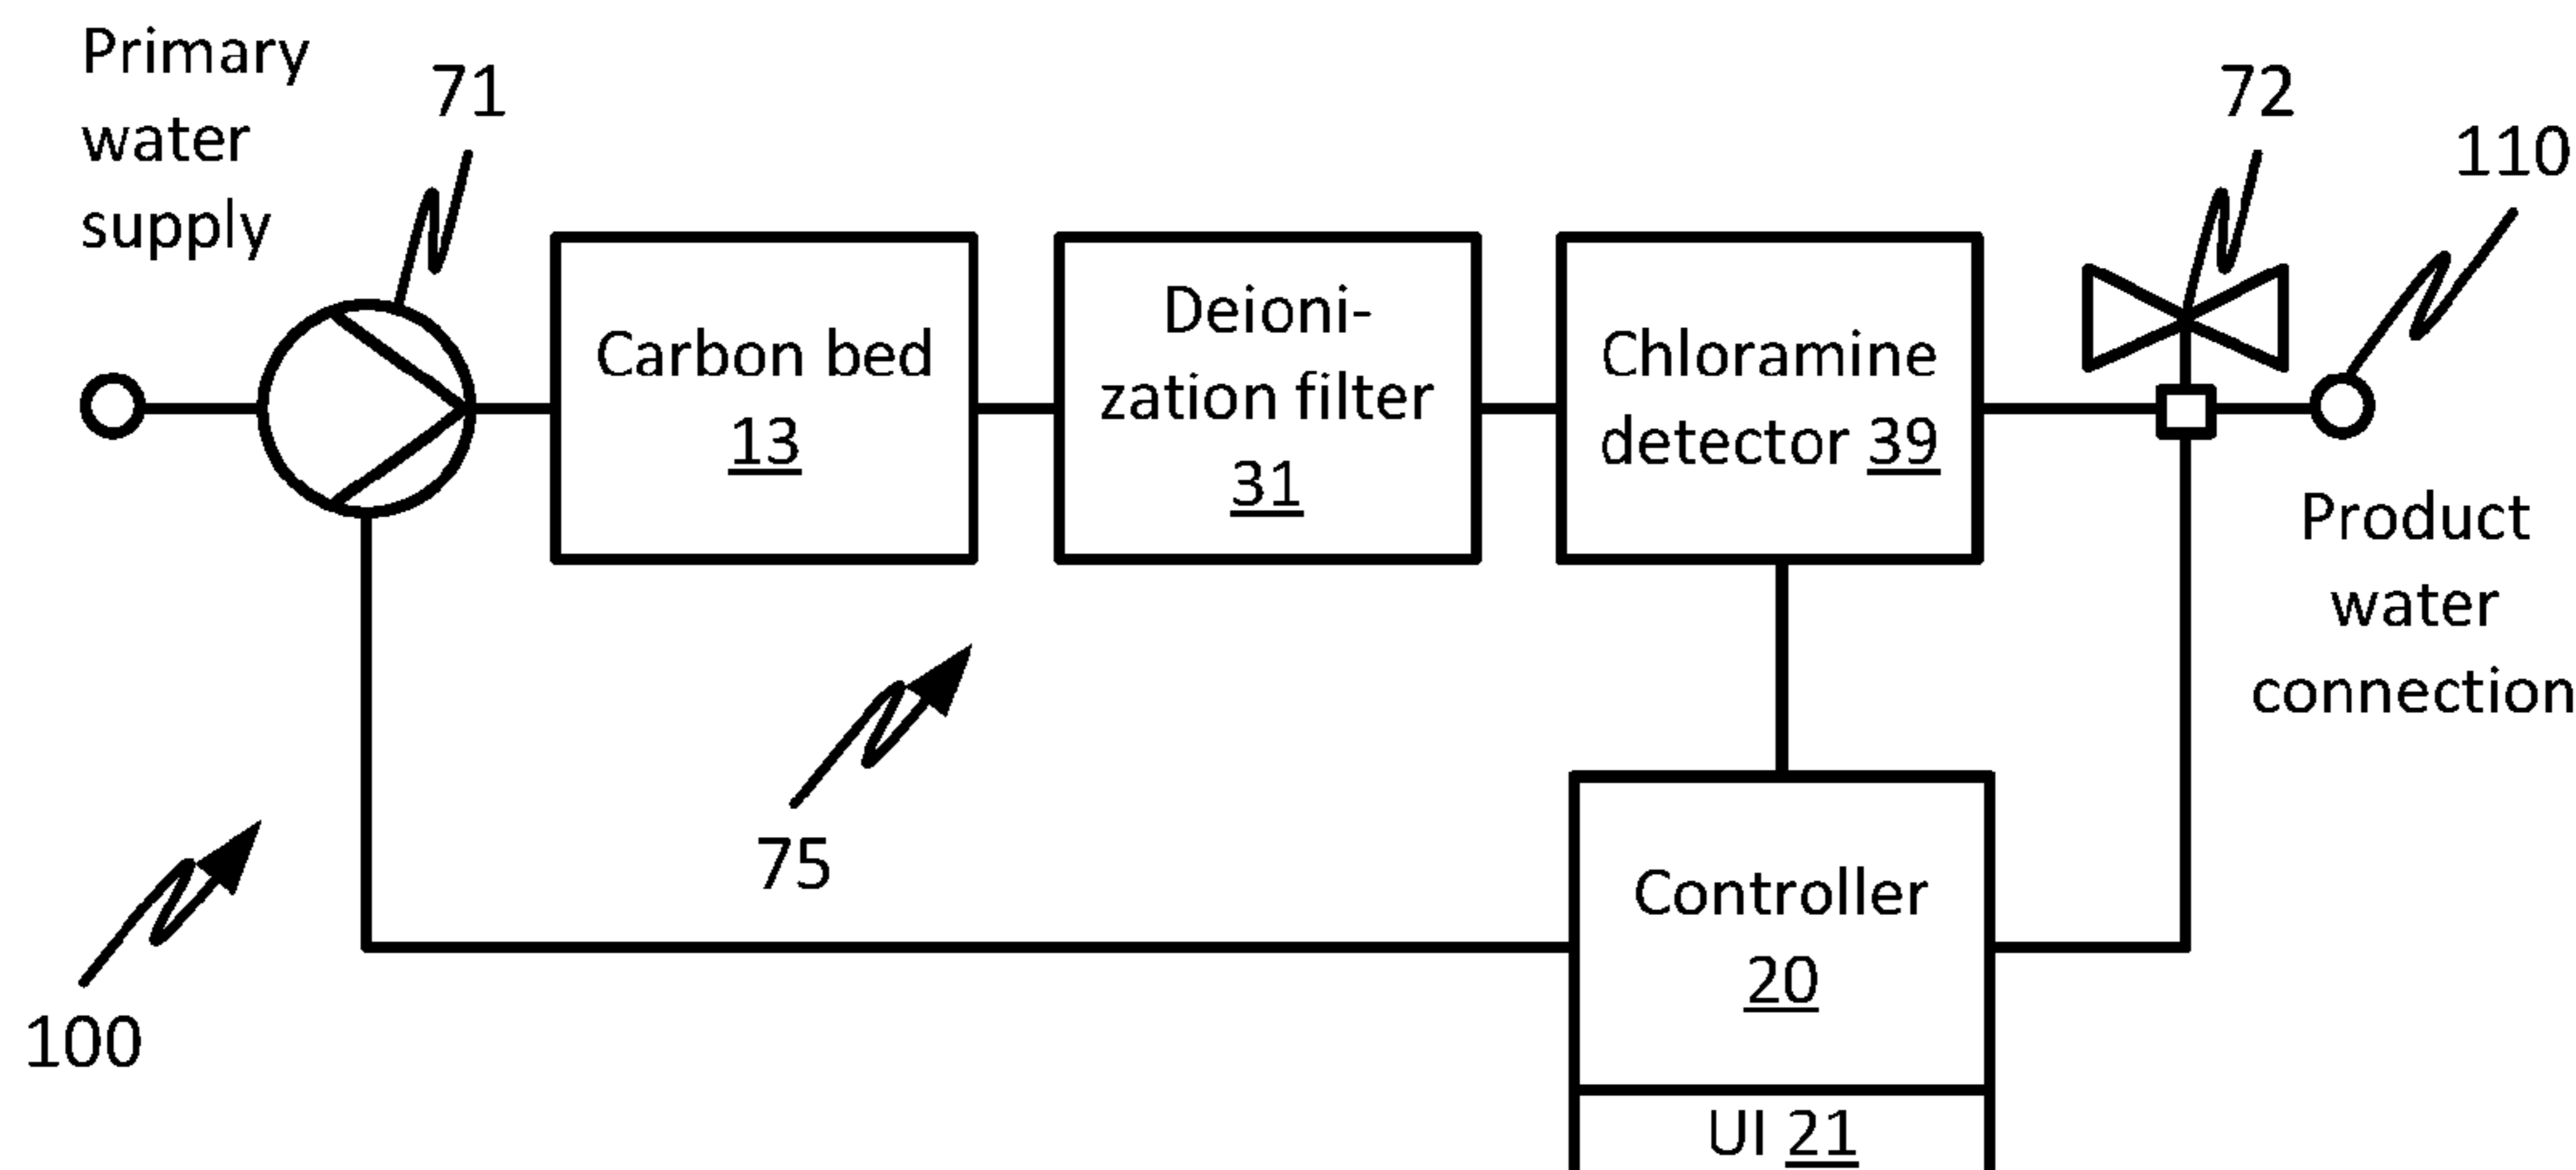 Primary
water
supply
71
72
110
Carbon bed
13
Deioni-
zation filter
31
Chloramine
detector 39
Product
water
connection
75
100
Controller
20
UI 21